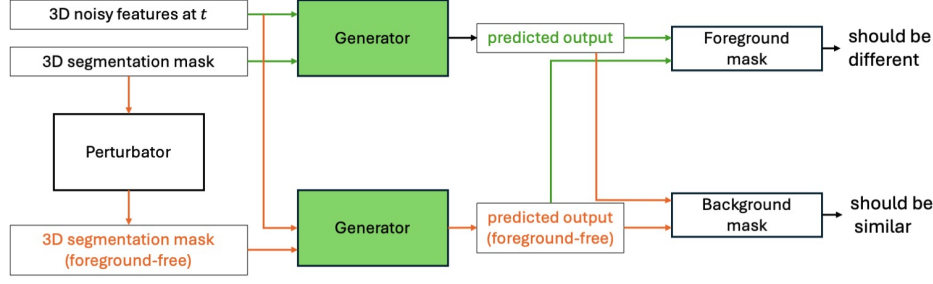 3D noisy features at t
Generator
predicted output
Foreground
mask
should be
different
3D segmentation mask
Perturbator
3D segmentation mask
(foreground-free)
Generator
predicted output
(foreground-free)
Background
mask
should be
similar